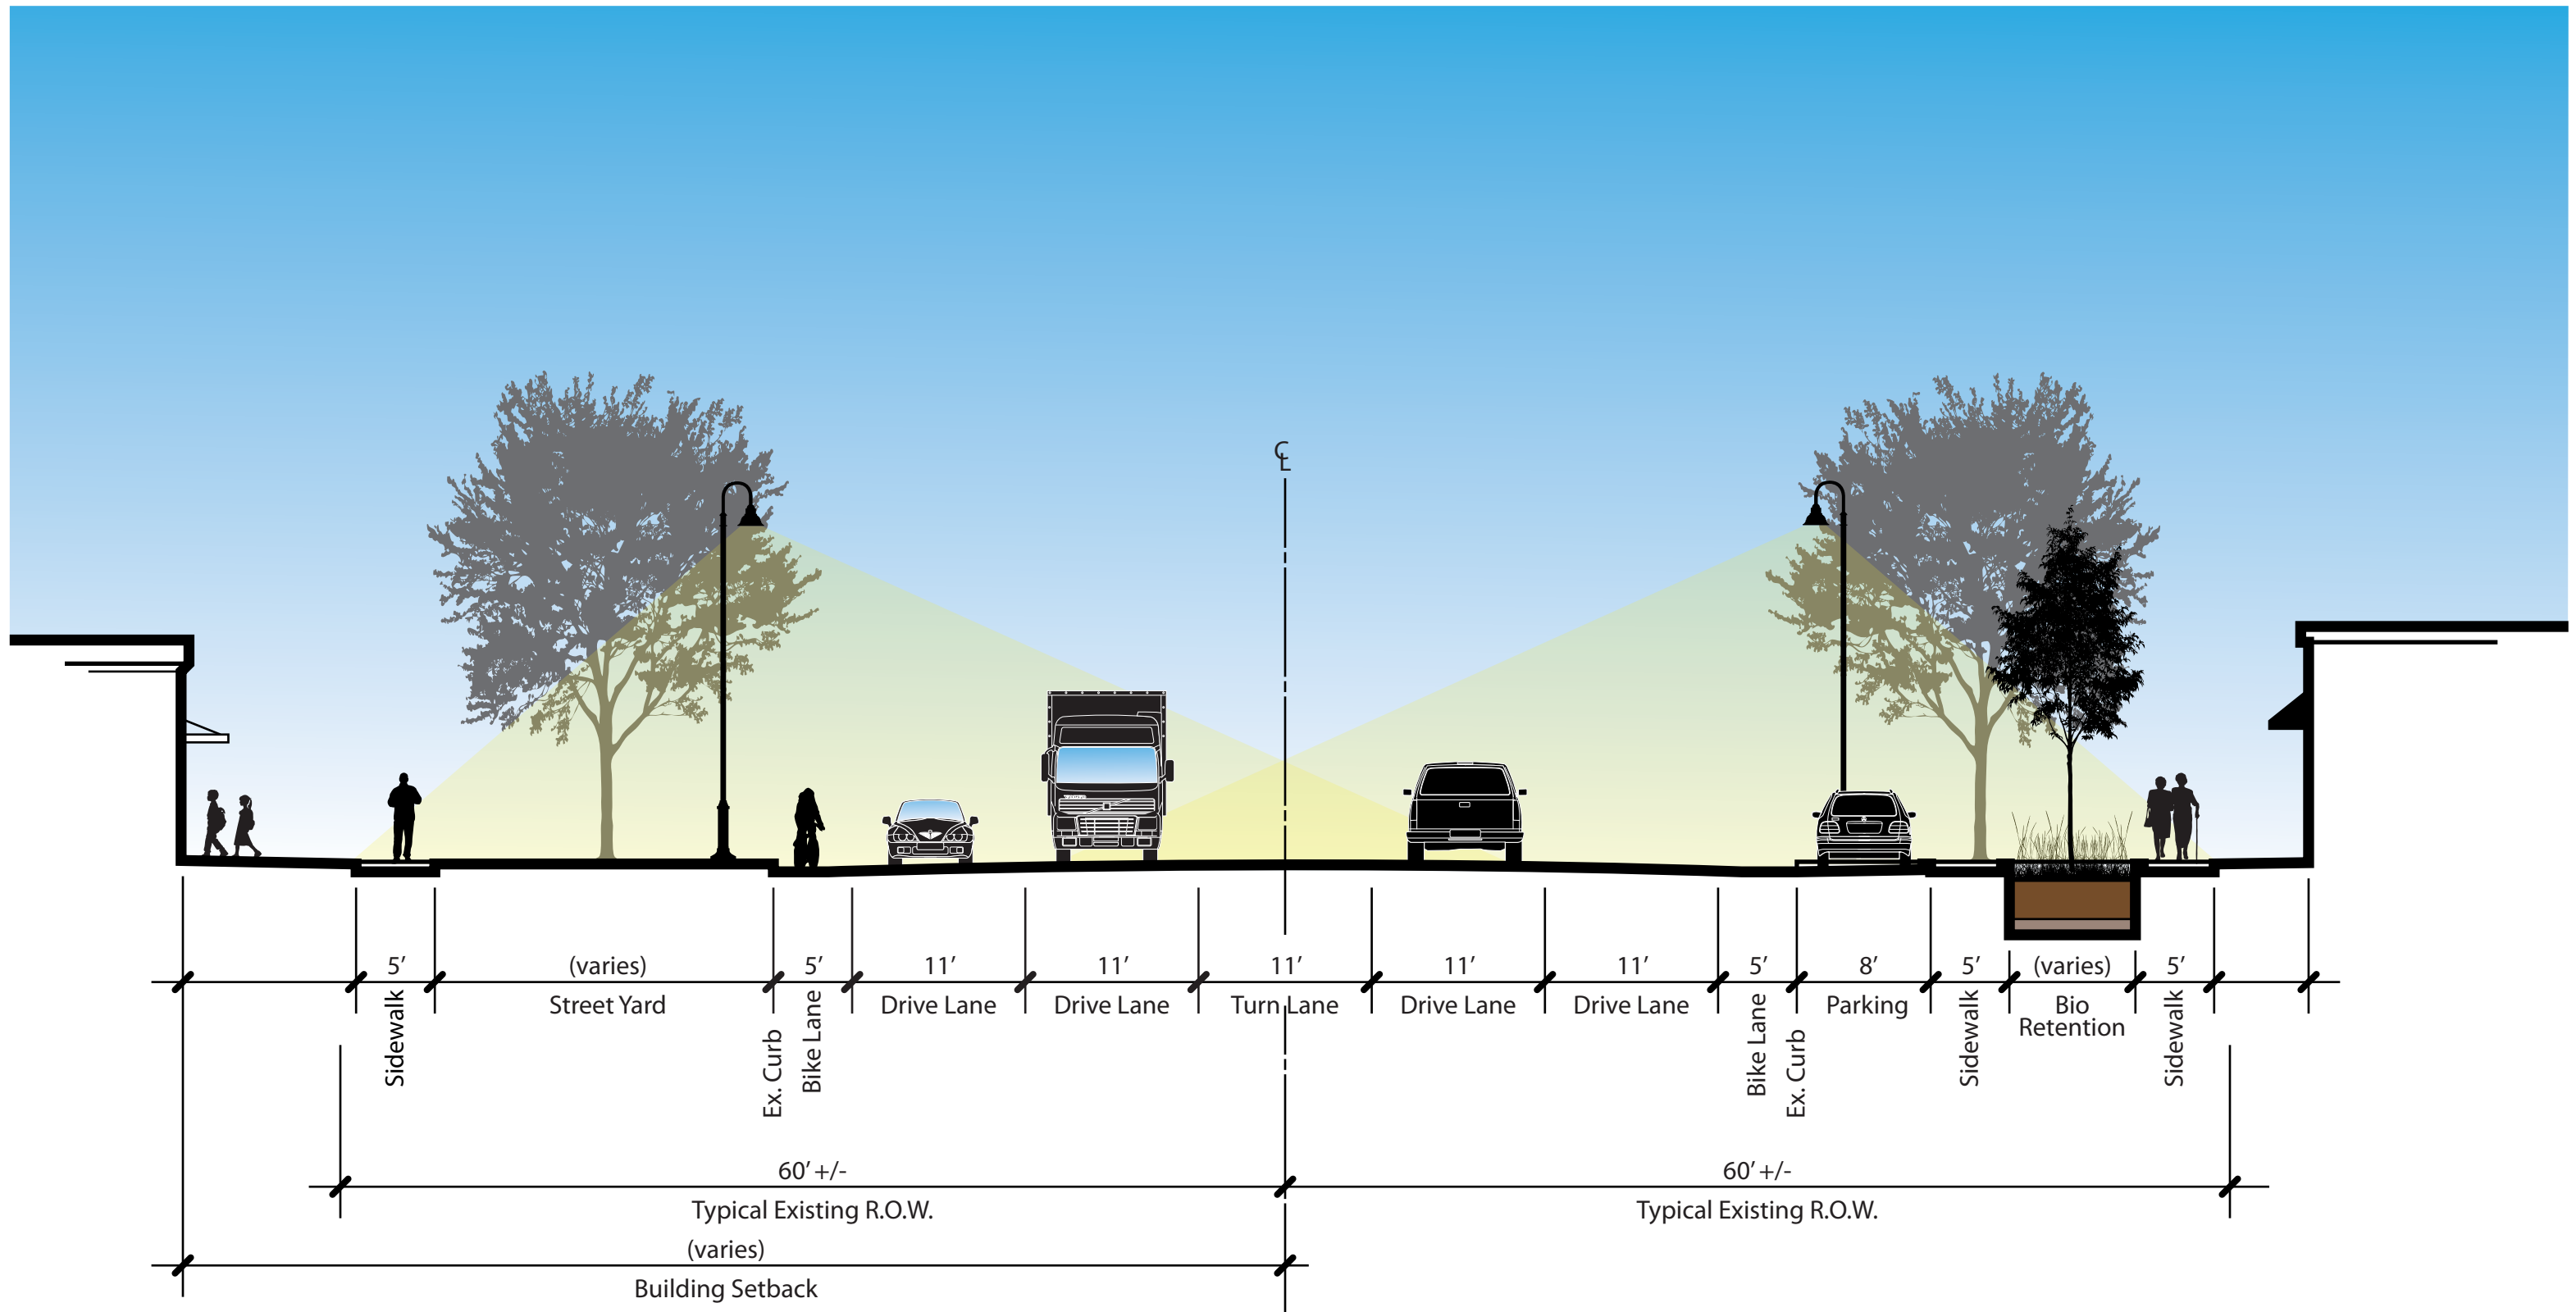 ℄
5’
(varies)
5’
11’
11’
11’
11’
11’
5’
8’
5’
(varies)
5’
Sidewalk
Street Yard
Ex. Curb
Bike Lane
Drive Lane
Drive Lane
Turn Lane
Drive Lane
Drive Lane
Bike Lane
Ex. Curb
Parking
Sidewalk
Bio
Retention
Sidewalk
60’ +/-
60’ +/-
Typical Existing R.O.W.
Typical Existing R.O.W.
(varies)
Building Setback